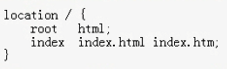 location / {
    root   html;
    index  index.html index.htm;
}